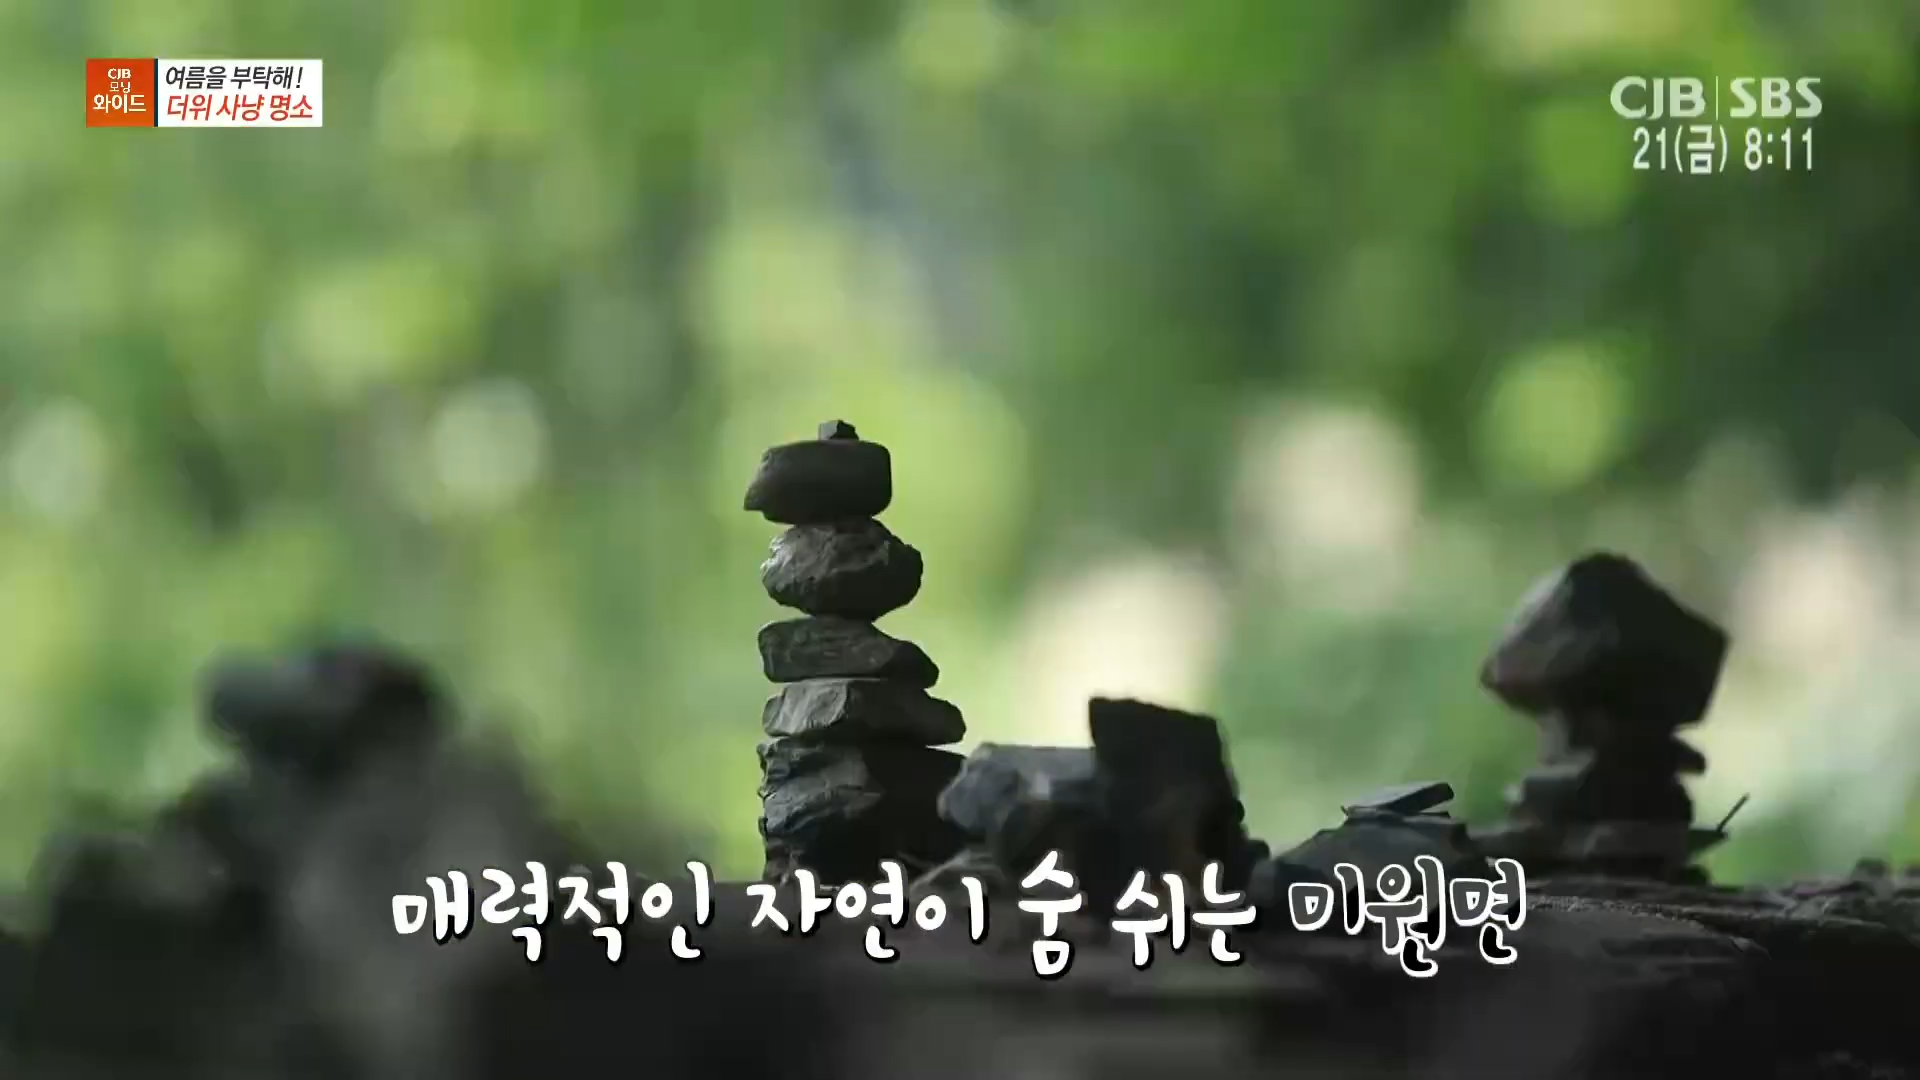 CJB
모닝
와이드
여름을 부탁해!
더위 사냥 명소
CJB SBS
21(금) 8:11
매력적인 자연이 숨 쉬는 미원면